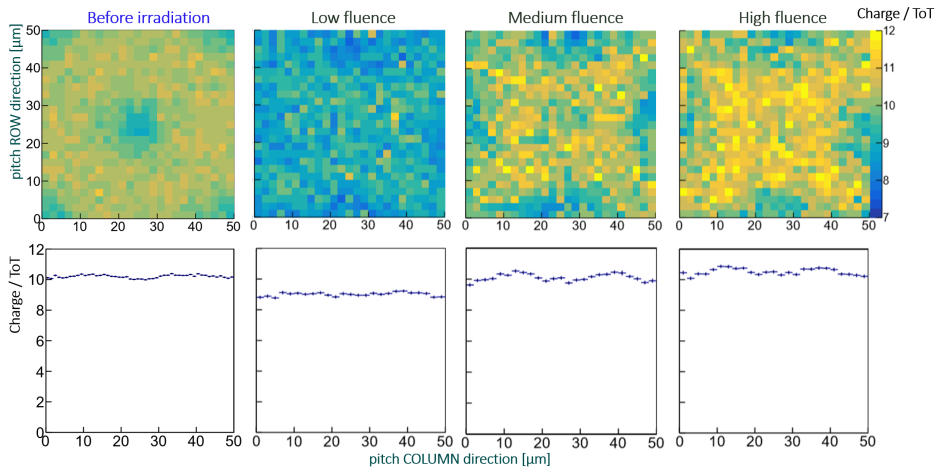 Before irradiation
Low fluence
Medium fluence
High fluence
Charge / ToT
pitch ROW direction [µm]
50
40
30
20
10
0
0 10 20 30 40 50
0 10 20 30 40 50
0 10 20 30 40 50
0 10 20 30 40 50
12
11
10
9
8
7
Charge / ToT
12
10
8
6
4
2
0
0 10 20 30 40 50
0 10 20 30 40 50
0 10 20 30 40 50
0 10 20 30 40 50
pitch COLUMN direction [µm]